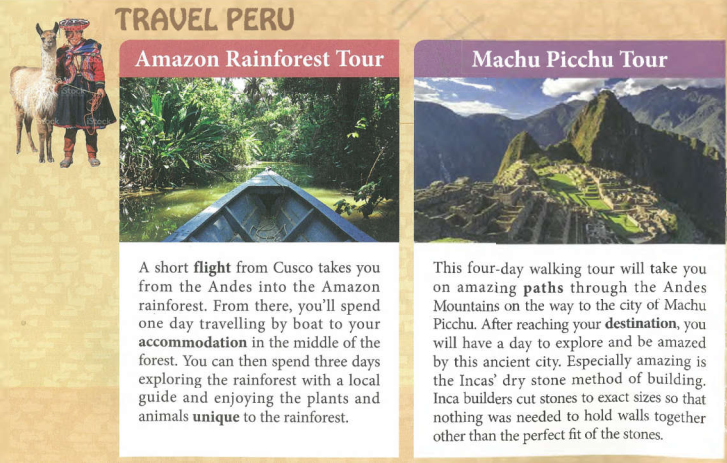 TRAVEL PERU
Amazon Rainforest Tour
A short flight from Cusco takes you
from the Andes into the Amazon
rainforest. From there, you'll spend
one day travelling by boat to your
accommodation in the middle of the
forest. You can then spend three days
exploring the rainforest with a local
guide and enjoying the plants and
animals unique to the rainforest.
Machu Picchu Tour
This four-day walking tour will take you
on amazing paths through the Andes
Mountains on the way to the city of Machu
Picchu. After reaching your destination, you
will have a day to explore and be amazed
by this ancient city. Especially amazing is
the Incas' dry stone method of building.
Inca builders cut stones to exact sizes so that
nothing was needed to hold walls together
other than the perfect fit of the stones.